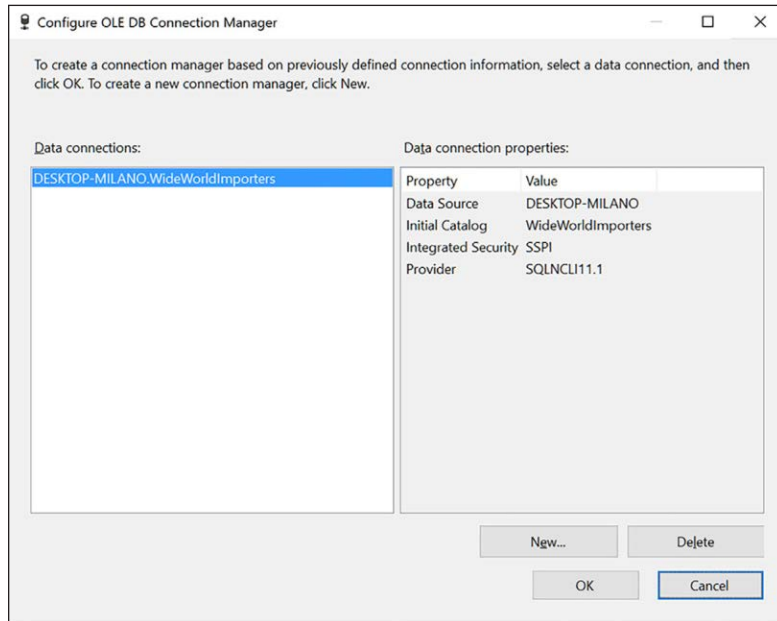 Configure OLE DB Connection Manager
To create a connection manager based on previously defined connection information, select a data connection, and then
click OK. To create a new connection manager, click New.
Data connections:
DESKTOP-MILANO.WideWorldImporters
Data connection properties:
Property Value
Data Source DESKTOP-MILANO
Initial Catalog WideWorldImporters
Integrated Security SSPI
Provider SQLNCLI11.1
New... Delete
OK Cancel